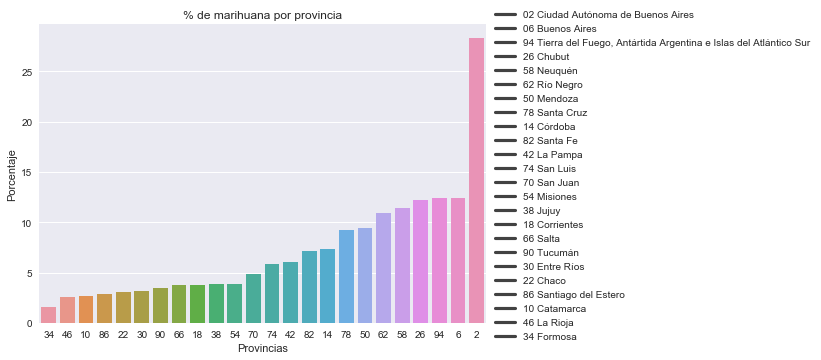 % de marihuana por provincia
Porcentaje
25
20
15
10
5
0
34 46 10 86 22 30 90 66 18 38 54 70 74 42 82 14 78 50 62 58 26 94 6 2
Provincias
02 Ciudad Autónoma de Buenos Aires
06 Buenos Aires
94 Tierra del Fuego, Antártida Argentina e Islas del Atlántico Sur
26 Chubut
58 Neuquén
62 Río Negro
50 Mendoza
78 Santa Cruz
14 Córdoba
82 Santa Fe
42 La Pampa
74 San Luis
70 San Juan
54 Misiones
38 Jujuy
18 Corrientes
66 Salta
90 Tucumán
30 Entre Ríos
22 Chaco
86 Santiago del Estero
10 Catamarca
46 La Rioja
34 Formosa